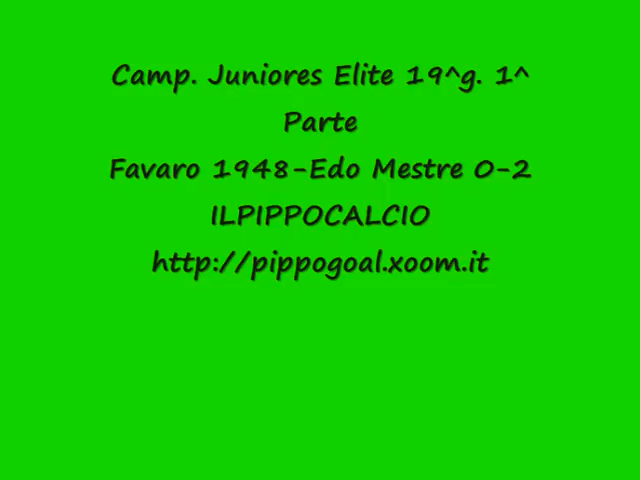 Camp. Juniores Elite 19^g. 1^
Parte
Favaro 1948-Edo Mestre 0-2
ILPIPPOCALCIO
http://pippogoal.xoom.it